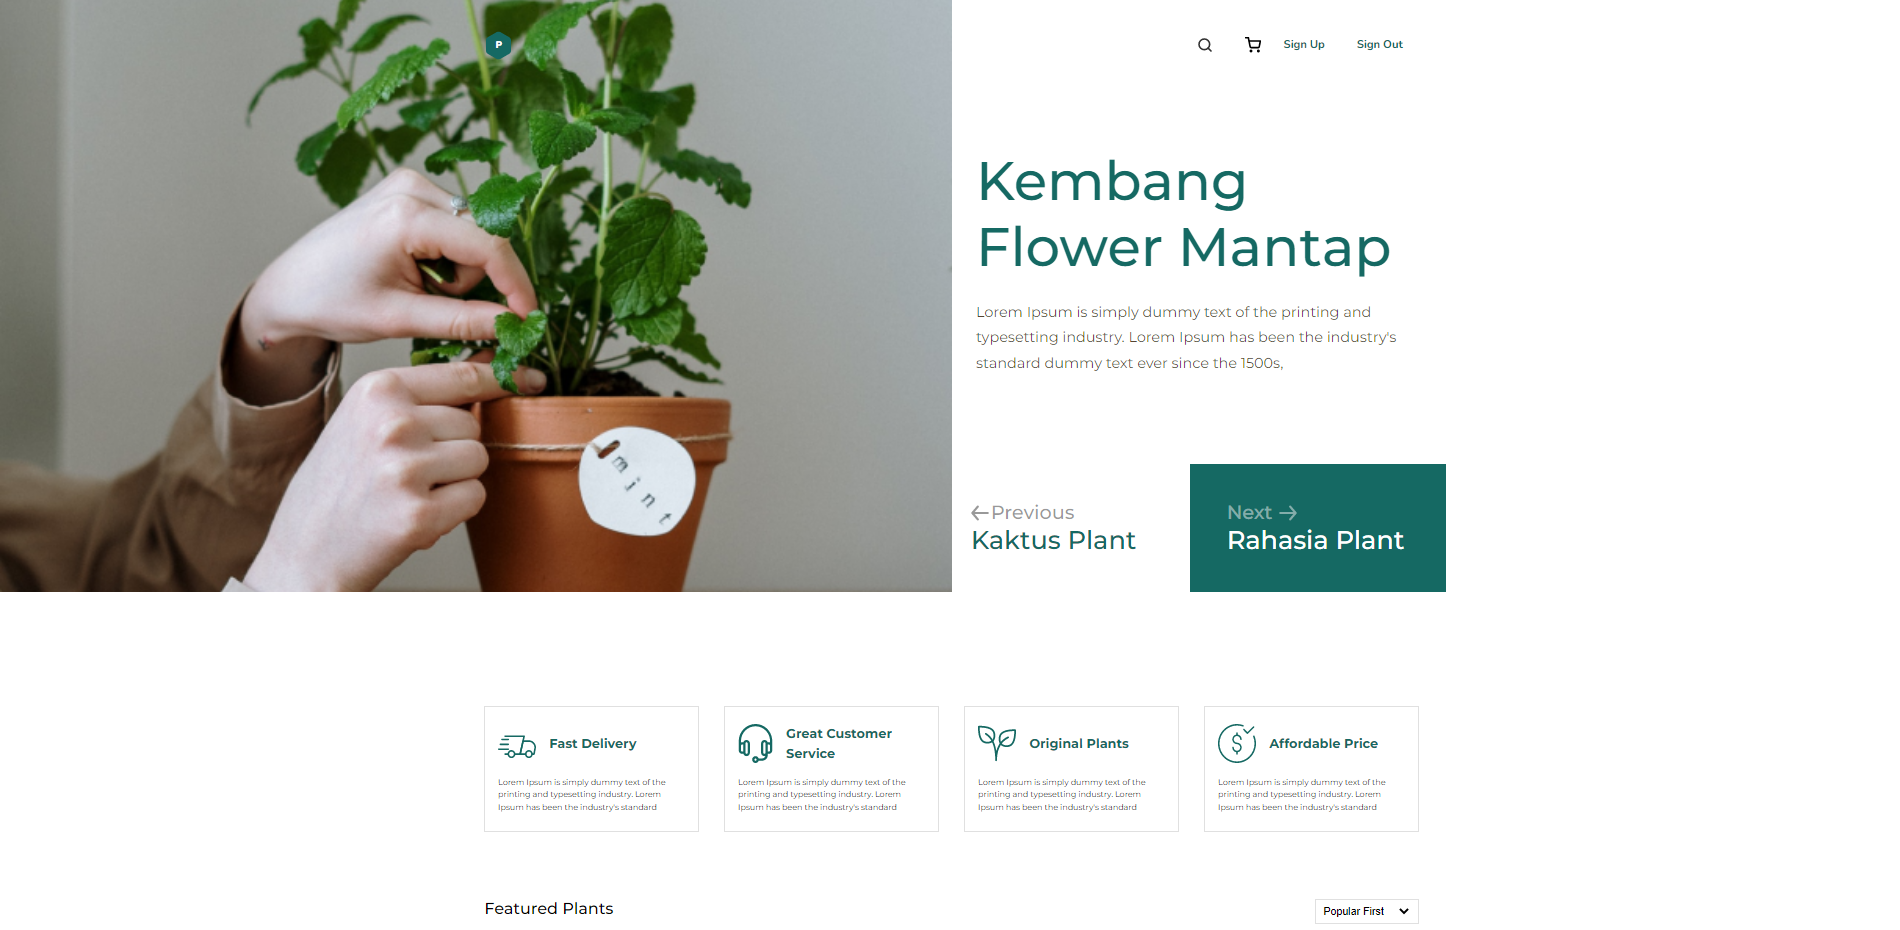 P
Sign Up
Sign Out
Kembang
Flower Mantap
Lorem Ipsum is simply dummy text of the printing and
typesetting industry. Lorem Ipsum has been the industry's
standard dummy text ever since the 1500s,
mint
Previous
Kaktus Plant
Next
Rahasia Plant
Fast Delivery
Lorem Ipsum is simply dummy text of the
printing and typesetting industry. Lorem
Ipsum has been the industry's standard
Great Customer
Service
Lorem Ipsum is simply dummy text of the
printing and typesetting industry. Lorem
Ipsum has been the industry's standard
Original Plants
Lorem Ipsum is simply dummy text of the
printing and typesetting industry. Lorem
Ipsum has been the industry's standard
Affordable Price
Lorem Ipsum is simply dummy text of the
printing and typesetting industry. Lorem
Ipsum has been the industry's standard
Featured Plants
Popular First